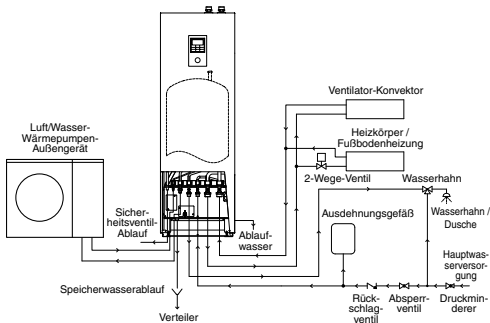 Ventilator-Konvektor
Luft/Wasser-
Wärmepumpen-
Außengerät
Heizkörper /
Fußbodenheizung
2-Wege-Ventil
Wasserhahn
Sicher-
heitsventil-
Ablauf
Ablauf-
wasser
Ausdehnungsgefäß
Wasserhahn /
Dusche
Speicherwasserablauf
Verteiler
Rück-
schlag-
ventil
Absperr-
ventil
Hauptwas-
serversor-
gung
Druckmin-
derer